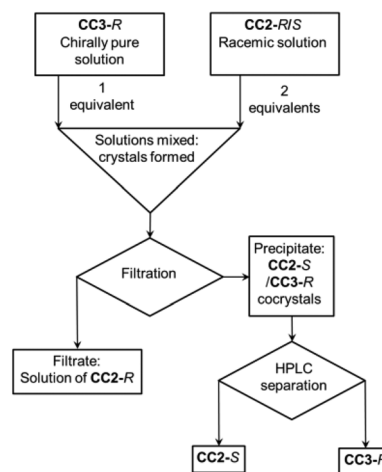 CC3-R
Chirally pure
solution
CC2-R/S
Racemic solution
1
equivalent
2
equivalents
Solutions mixed:
crystals formed
Filtration
Precipitate:
CC2-S
/CC3-R
cocrystals
Filtrate:
Solution of CC2-R
HPLC
separation
CC2-S
CC3-R